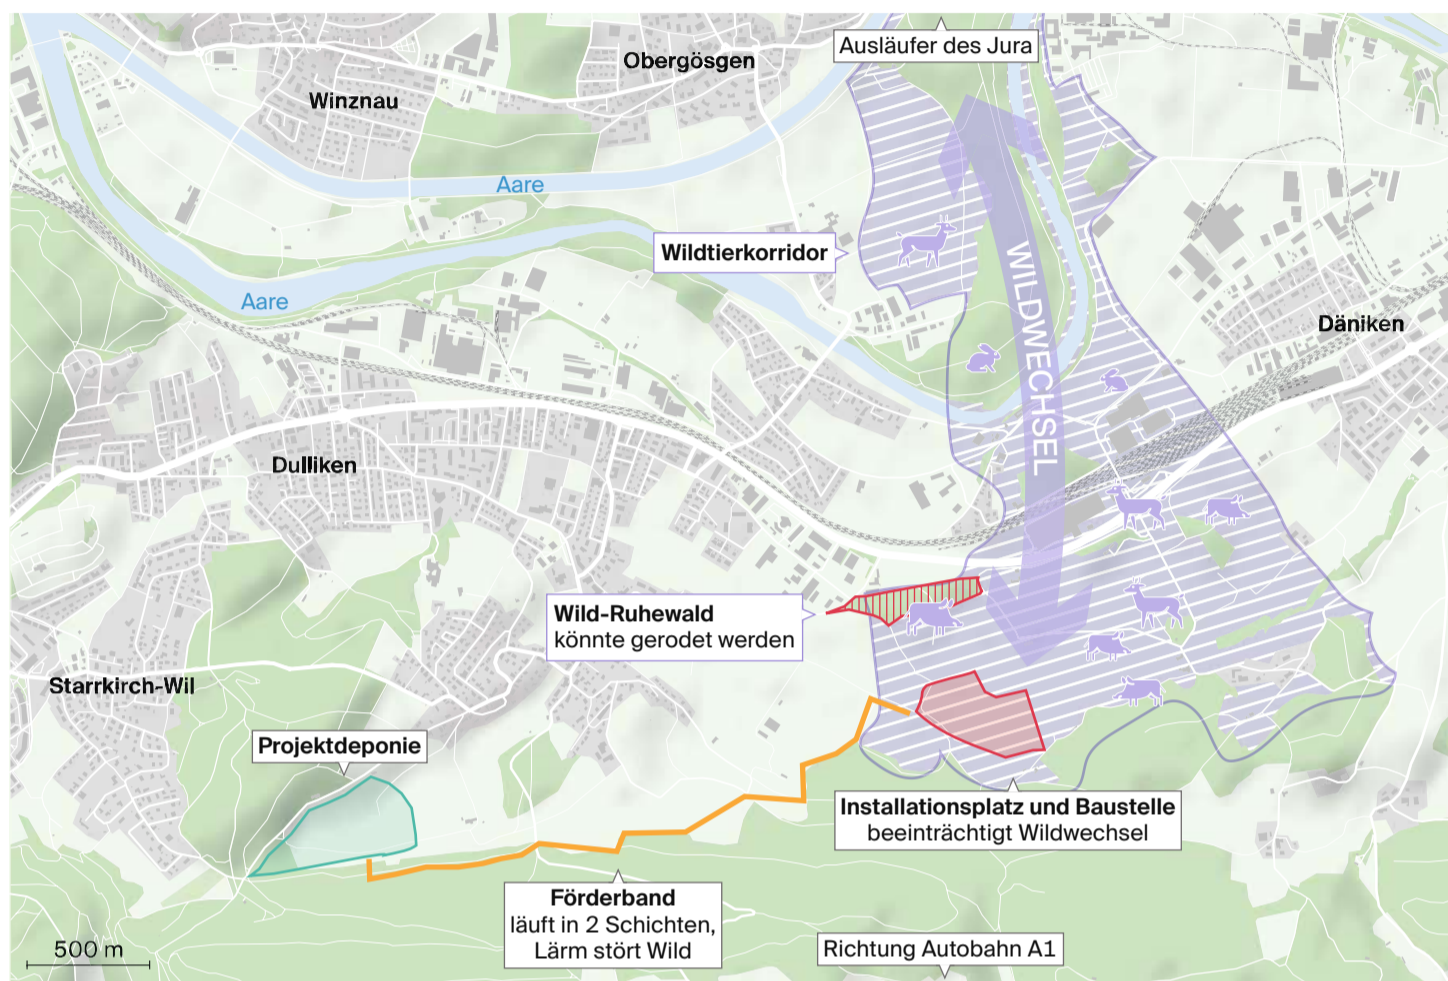 Ausläufer des Jura
Obergösgen
Winznau
Aare
Wildtierkorridor
Aare
WILDWECHSEL
Däniken
Dulliken
Wild-Ruhewald
könnte gerodet werden
Starrkirch-Wil
Projektdeponie
Installationsplatz und Baustelle
beeinträchtigt Wildwechsel
Förderband
läuft in 2 Schichten,
Lärm stört Wild
500 m
Richtung Autobahn A1